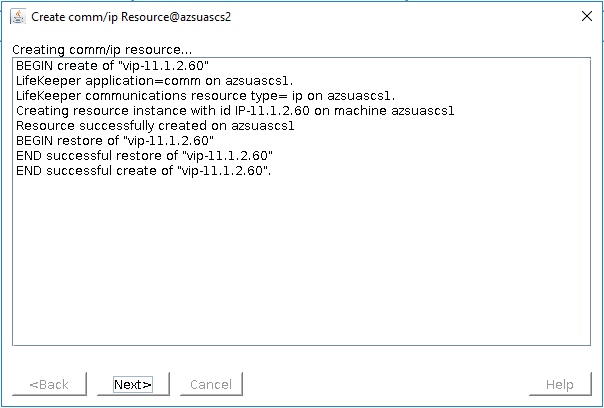 Create comm/ip Resource@azsuascs2
Creating comm/ip resource...
BEGIN create of "vip-11.1.2.60"
LifeKeeper application=comm on azsuascs1.
LifeKeeper communications resource type= ip on azsuascs1.
Creating resource instance with id IP-11.1.2.60 on machine azsuascs1
Resource successfully created on azsuascs1
BEGIN restore of "vip-11.1.2.60"
END successful restore of "vip-11.1.2.60"
END successful create of "vip-11.1.2.60".
<Back Next> Cancel Help